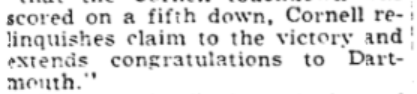 scored on a fifth down, Cornell re-
linquishes claim to the victory and
extends congratulations to Dart-
mouth."